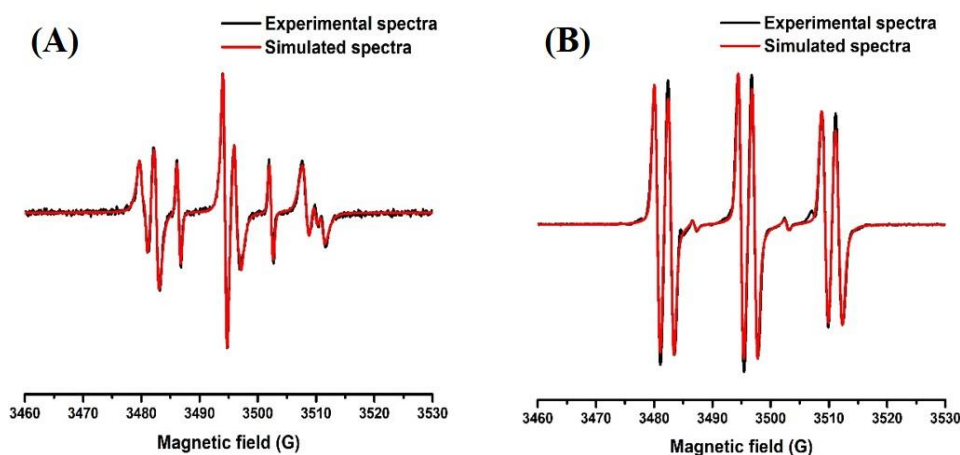 (A)
Experimental spectra
Simulated spectra
3460 3470 3480 3490 3500 3510 3520 3530
Magnetic field (G)
(B)
Experimental spectra
Simulated spectra
3460 3470 3480 3490 3500 3510 3520 3530
Magnetic field (G)